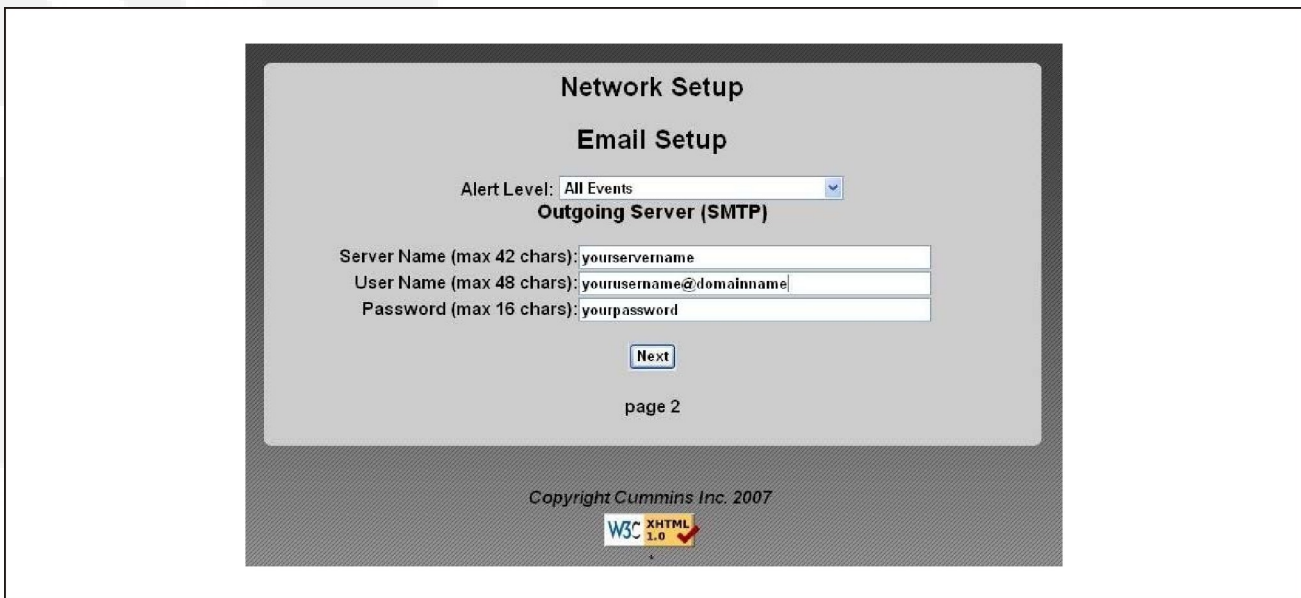 Network Setup
Email Setup
Alert Level: All Events
Outgoing Server (SMTP)
Server Name (max 42 chars): yourservername
User Name (max 48 chars): yourusername@domainname
Password (max 16 chars): yourpassword
Next
page 2
Copyright Cummins Inc. 2007
W3C XHTML 1.0
*